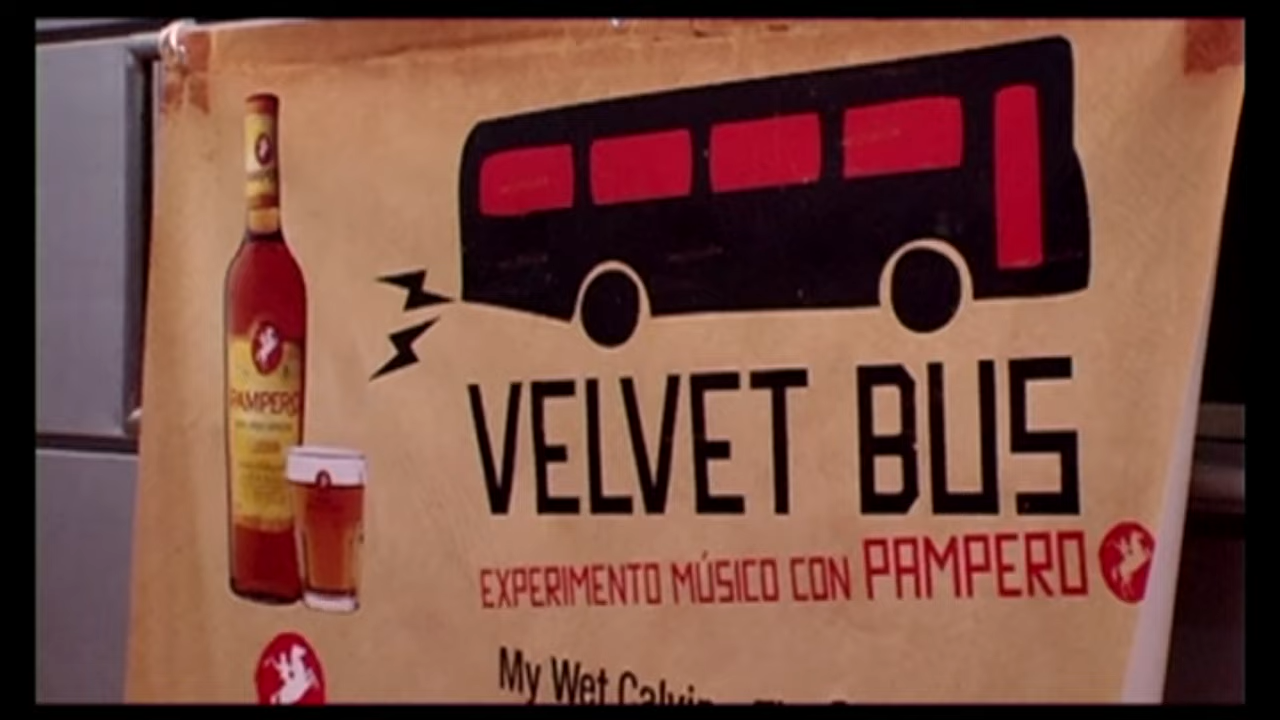 PAMPERO
VELVET BUS
EXPERIMENTO MÚSICO CON PAMPERO
My Wet Calvin